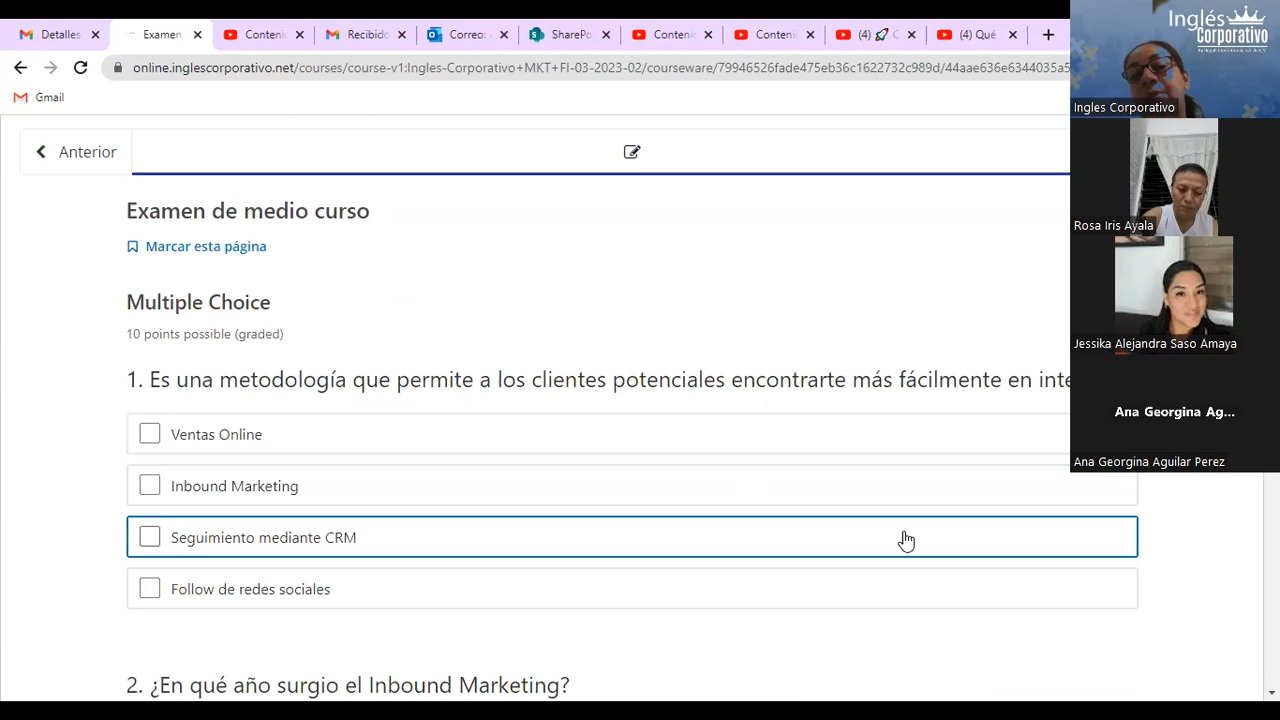 Detalles
Examen
Conteni
Recibido
Correo
SharePo
Conteni
Conteni
(4) 🚀 C
(4) Qué
online.inglescorporativo.net/courses/course-v1:Ingles-Corporativo+MKT+FI-03-2023-02/courseware/79946526fade475eb36c1622732c989d/44aae636e6344035a5
Gmail
Inglés
Corporativo
Ingles Corporativo
Rosa Iris Ayala
Jessika Alejandra Saso Amaya
Ana Georgina Ag...
Ana Georgina Aguilar Perez
Anterior
Examen de medio curso
Marcar esta página
Multiple Choice
10 points possible (graded)
1. Es una metodología que permite a los clientes potenciales encontrarte más fácilmente en inte
Ventas Online
Inbound Marketing
Seguimiento mediante CRM
Follow de redes sociales
2. ¿En qué año surgio el Inbound Marketing?